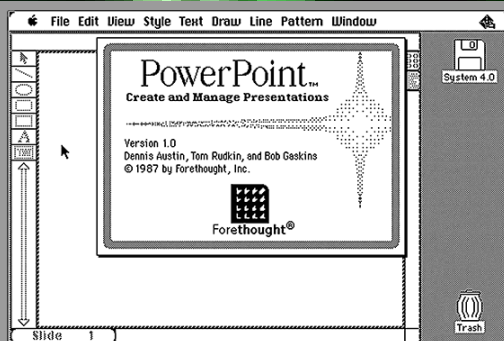 File Edit View Style Text Draw Line Pattern Window
PowerPoint™
Create and Manage Presentations
Version 1.0
Dennis Austin, Tom Rudkin, and Bob Gaskins
© 1987 by Forethought, Inc.
Forethought®
System 4.0
Trash
A
Slide 1